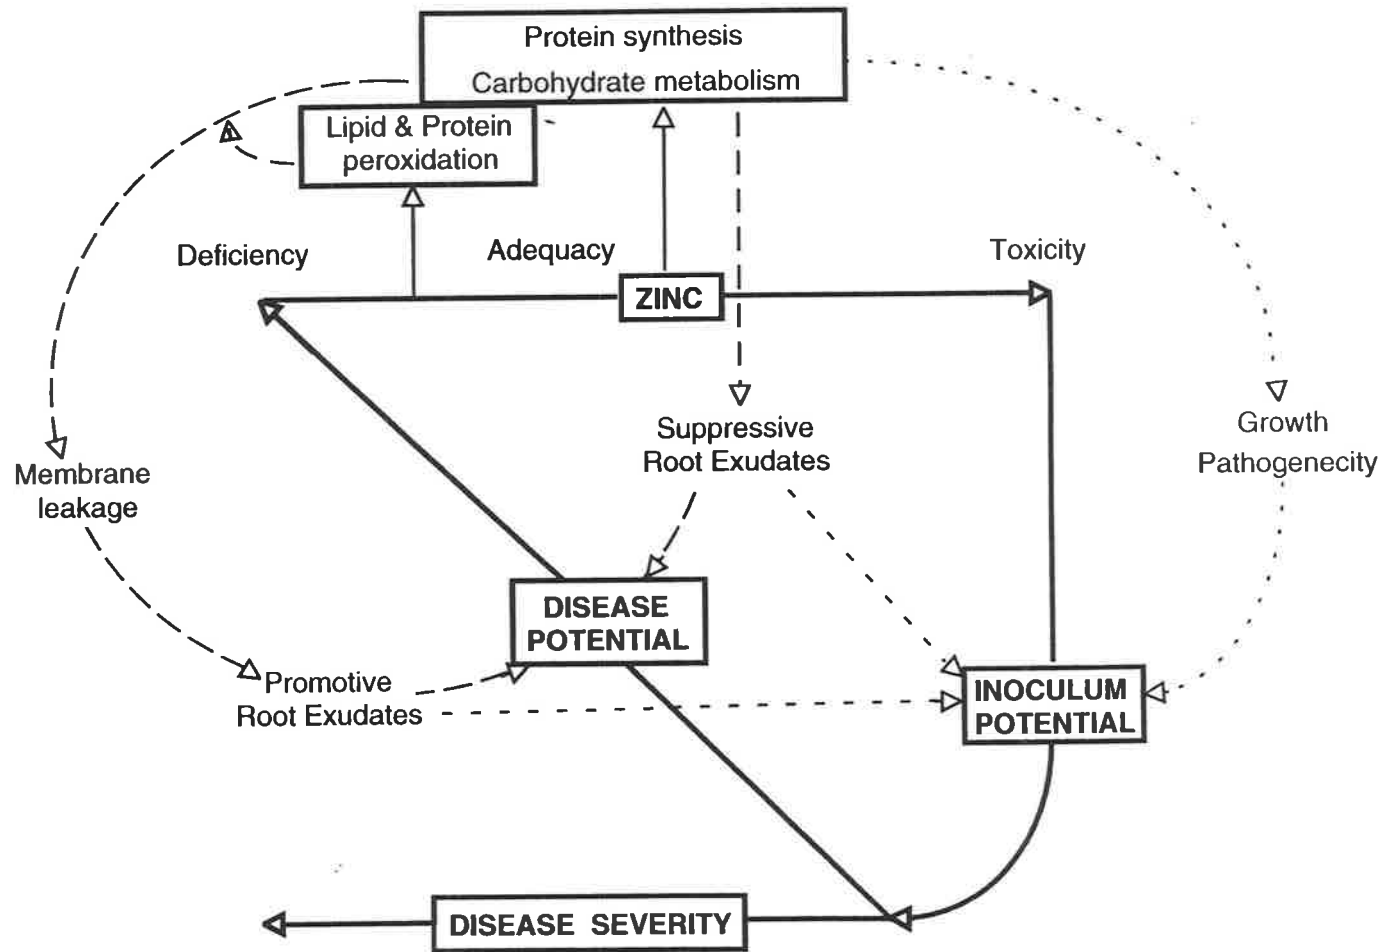 Protein synthesis
Carbohydrate metabolism
Lipid & Protein
peroxidation
Deficiency
Adequacy
Toxicity
ZINC
Suppressive
Root Exudates
Growth
Pathogenecity
Membrane
leakage
DISEASE
POTENTIAL
Promotive
Root Exudates
INOCULUM
POTENTIAL
DISEASE SEVERITY